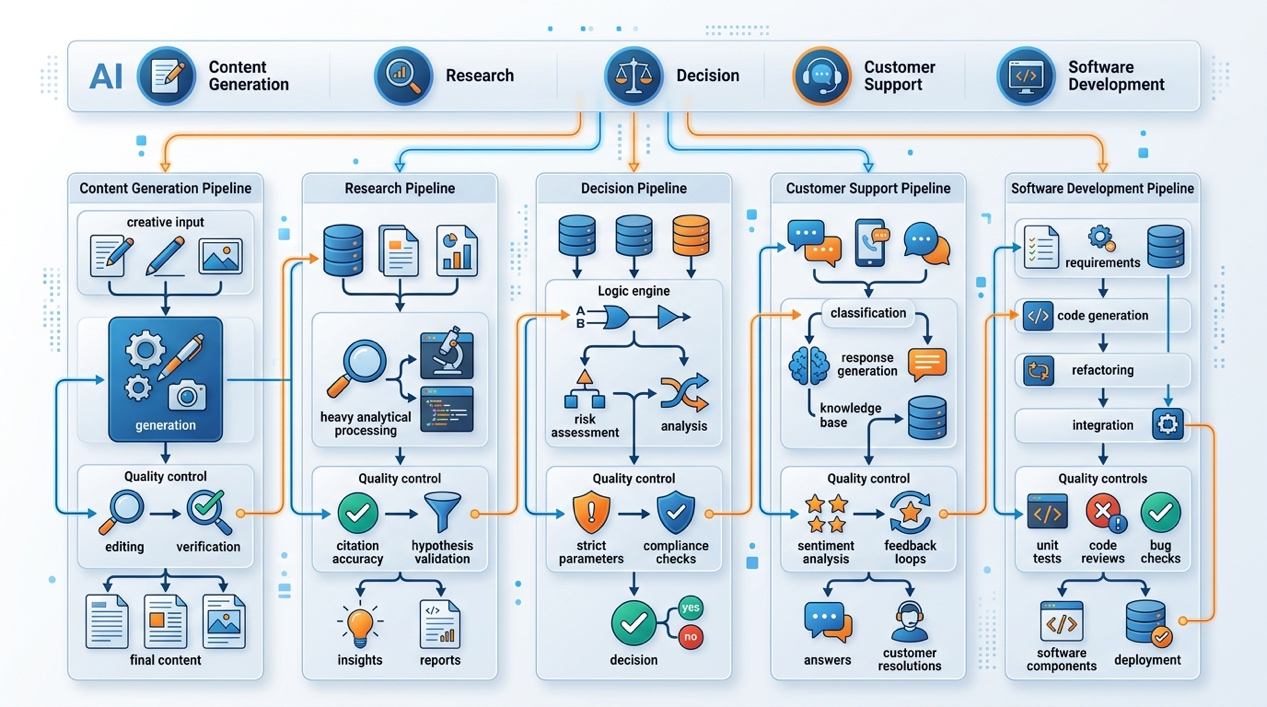 AI
Content
Generation
Research
Decision
Customer
Support
Software
Development
Content Generation Pipeline
creative input
generation
Quality control
editing
verification
final content
Research Pipeline
heavy analytical
processing
Quality control
citation
accuracy
hypothesis
validation
insights
reports
Decision Pipeline
Logic engine
A
B
risk
assessment
analysis
Quality control
strict
parameters
compliance
checks
yes
no
decision
Customer Support Pipeline
classification
response
generation
knowledge
base
Quality control
sentiment
analysis
feedback
loops
answers
customer
resolutions
Software Development Pipeline
requirements
code generation
refactoring
integration
Quality controls
unit
tests
code
reviews
bug
checks
software
components
deployment